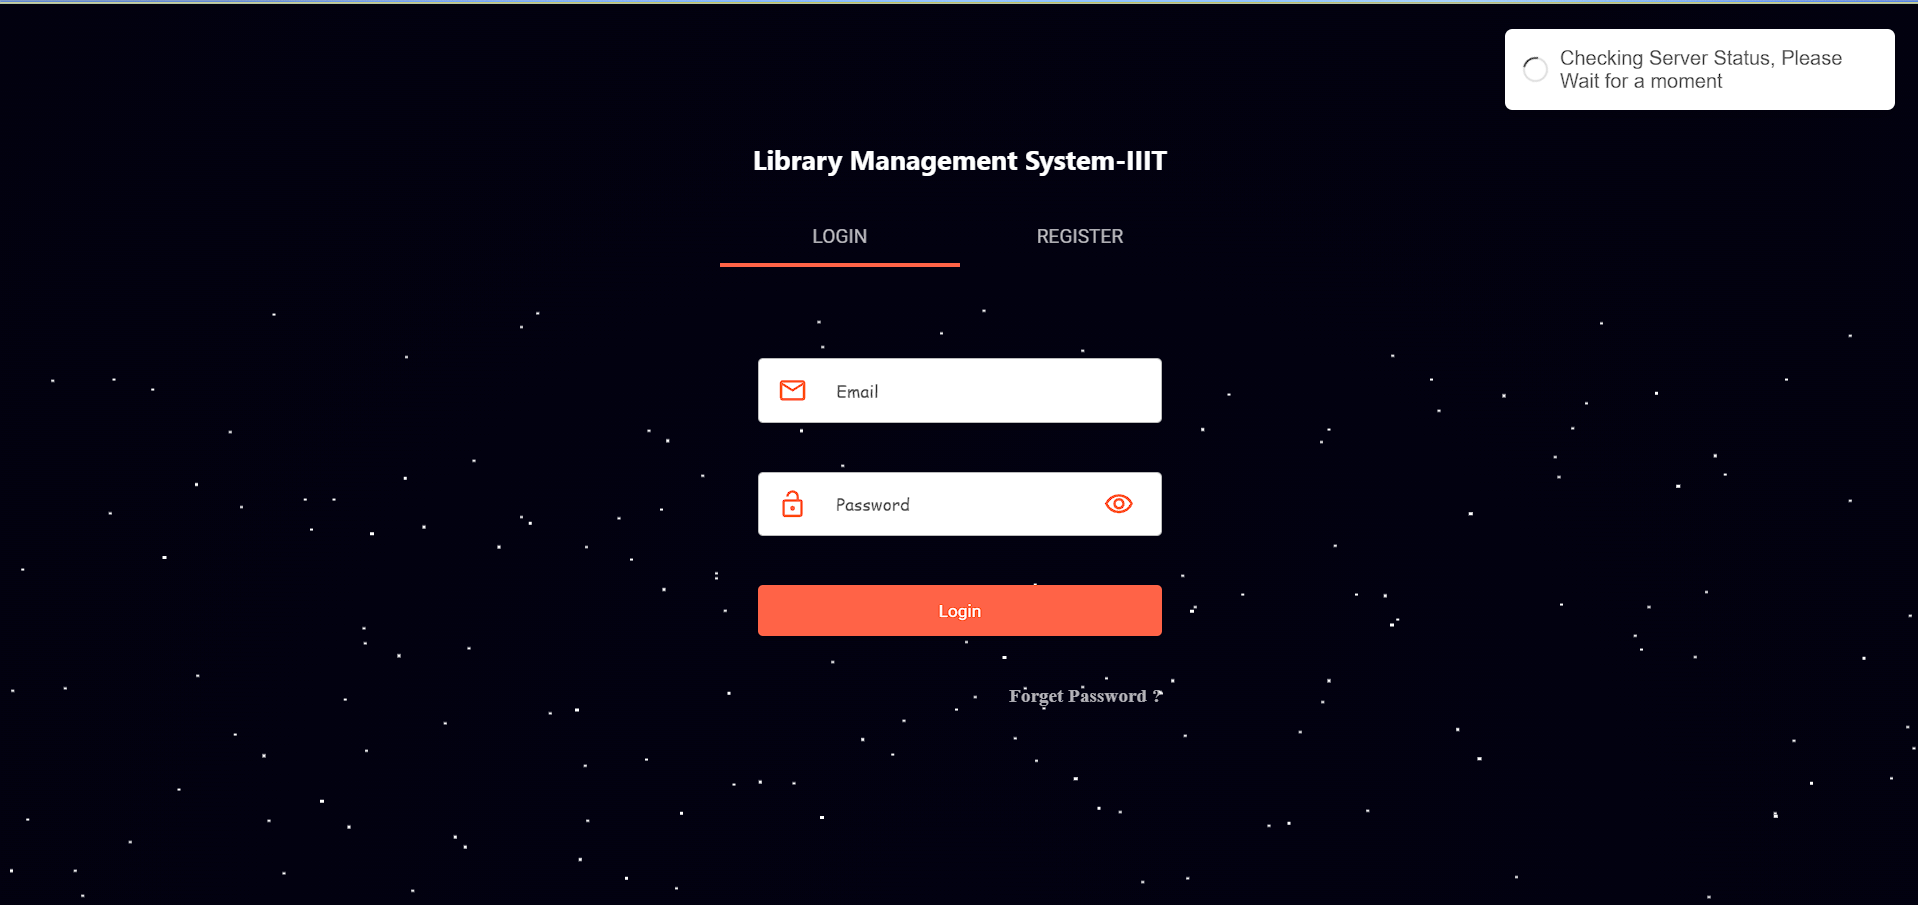 Checking Server Status, Please
Wait for a moment
Library Management System-IIIT
LOGIN
REGISTER
Email
Password
Login
Forget Password ?